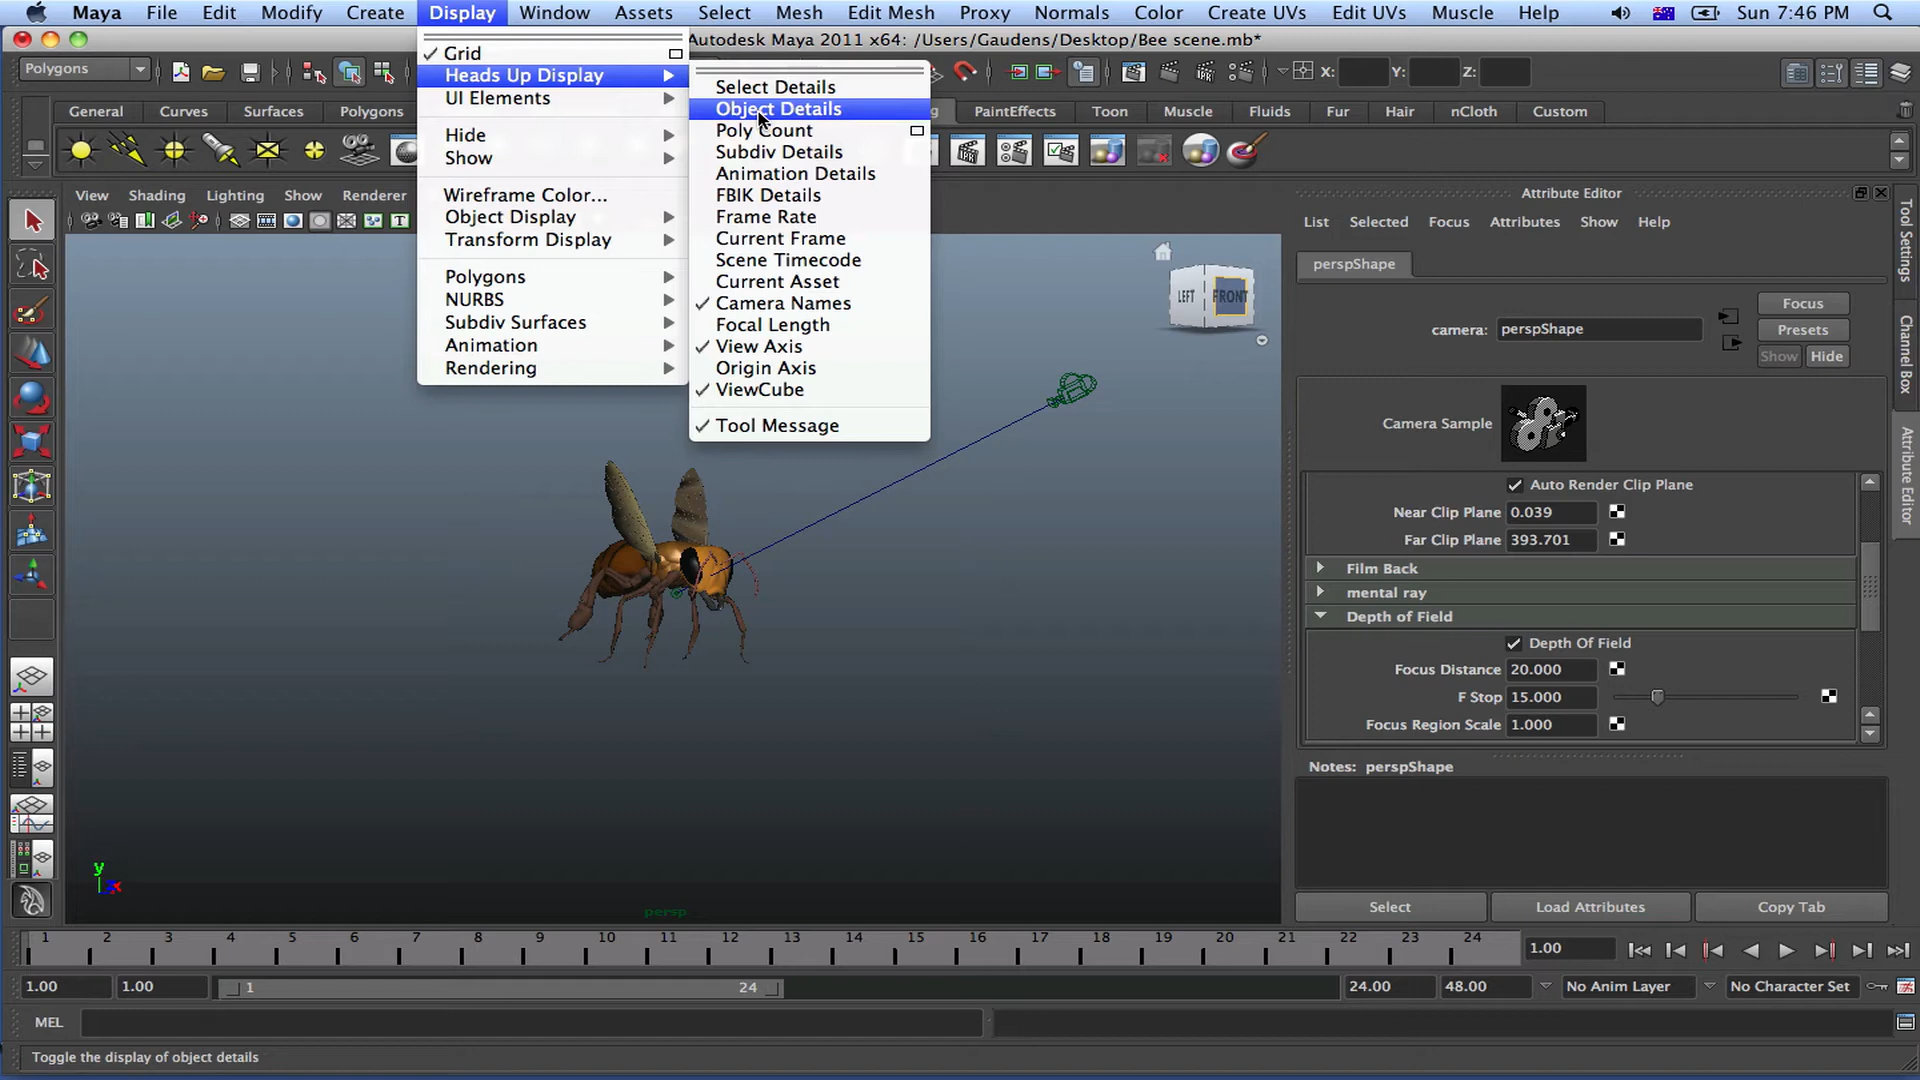 Maya File Edit Modify Create Display Window Assets Select Mesh Edit Mesh Proxy Normals Color Create UVs Edit UVs Muscle Help Sun 7:46 PM
Autodesk Maya 2011 x64: /Users/Gaudens/Desktop/Bee scene.mb*
Polygons
X: Y: Z:
General Curves Surfaces Polygons PaintEffects Toon Muscle Fluids Fur Hair nCloth Custom
View Shading Lighting Show Renderer
Grid
Heads Up Display
UI Elements
Hide
Show
Wireframe Color...
Object Display
Transform Display
Polygons
NURBS
Subdiv Surfaces
Animation
Rendering
Select Details
Object Details
Poly Count
Subdiv Details
Animation Details
FBIK Details
Frame Rate
Current Frame
Scene Timecode
Current Asset
Camera Names
Focal Length
View Axis
Origin Axis
ViewCube
Tool Message
LEFT FRONT
y
x
persp
Attribute Editor
List Selected Focus Attributes Show Help
perspShape
Focus
camera: perspShape
Presets
Show Hide
Camera Sample
Auto Render Clip Plane
Near Clip Plane 0.039
Far Clip Plane 393.701
Film Back
mental ray
Depth of Field
Depth Of Field
Focus Distance 20.000
F Stop 15.000
Focus Region Scale 1.000
Notes: perspShape
Select Load Attributes Copy Tab
Tool Settings
Channel Box
Attribute Editor
1 2 3 4 5 6 7 8 9 10 11 12 13 14 15 16 17 18 19 20 21 22 23 24 1.00
1.00 1.00 1 24 24.00 48.00 No Anim Layer No Character Set
MEL
Toggle the display of object details